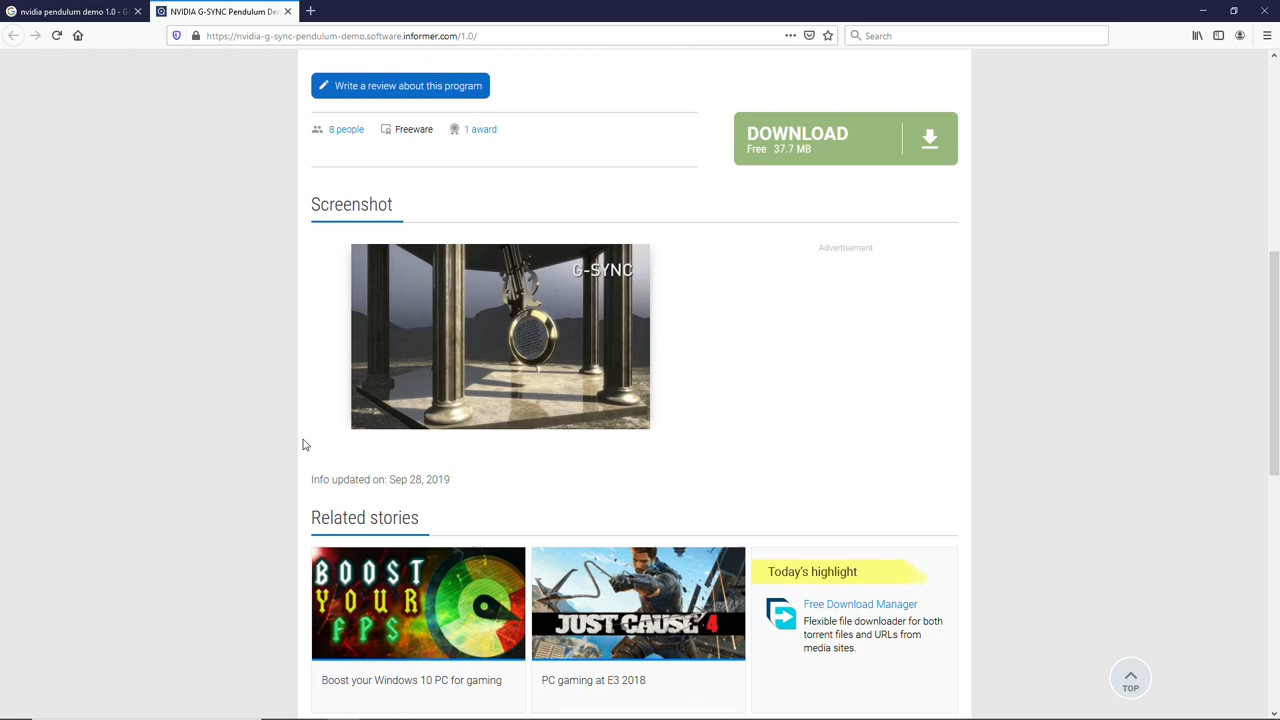 nvidia pendulum demo 1.0 - G
NVIDIA G-SYNC Pendulum De
https://nvidia-g-sync-pendulum-demo.software.informer.com/1.0/
Search
Write a review about this program
8 people
Freeware
1 award
DOWNLOAD
Free 37.7 MB
Screenshot
Advertisement
G-SYNC
Info updated on: Sep 28, 2019
Related stories
BOOST
YOUR
FPS
JUST CAUSE 4
Today's highlight
Free Download Manager
Flexible file downloader for both
torrent files and URLs from
media sites.
Boost your Windows 10 PC for gaming
PC gaming at E3 2018
TOP